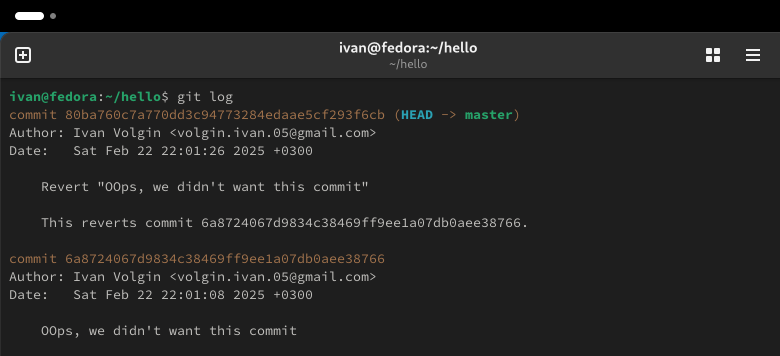 ivan@fedora:~/hello
~/hello
ivan@fedora:~/hello$ git log
commit 80ba760c7a770dd3c94773284edaae5cf293f6cb (HEAD -> master)
Author: Ivan Volgin <volgin.ivan.05@gmail.com>
Date:   Sat Feb 22 22:01:26 2025 +0300
    Revert "OOps, we didn't want this commit"
    This reverts commit 6a8724067d9834c38469ff9ee1a07db0aee38766.
commit 6a8724067d9834c38469ff9ee1a07db0aee38766
Author: Ivan Volgin <volgin.ivan.05@gmail.com>
Date:   Sat Feb 22 22:01:08 2025 +0300
    OOps, we didn't want this commit